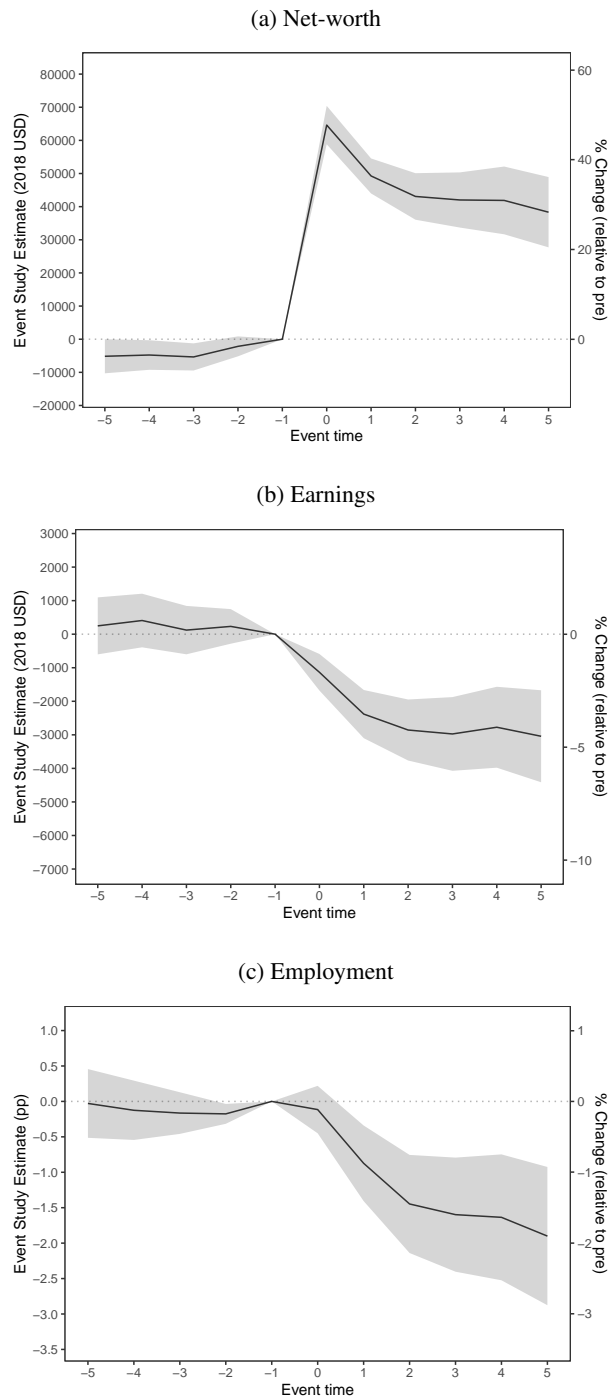 (a) Net-worth
Event Study Estimate (2018 USD)
80000
70000
60000
50000
40000
30000
20000
10000
0
−10000
−20000
60
40
20
0
% Change (relative to pre)
−5 −4 −3 −2 −1 0 1 2 3 4 5
Event time
(b) Earnings
Event Study Estimate (2018 USD)
3000
2000
1000
0
−1000
−2000
−3000
−4000
−5000
−6000
−7000
0
−5
−10
% Change (relative to pre)
−5 −4 −3 −2 −1 0 1 2 3 4 5
Event time
(c) Employment
Event Study Estimate (pp)
1.0
0.5
0.0
−0.5
−1.0
−1.5
−2.0
−2.5
−3.0
−3.5
1
0
−1
−2
−3
% Change (relative to pre)
−5 −4 −3 −2 −1 0 1 2 3 4 5
Event time